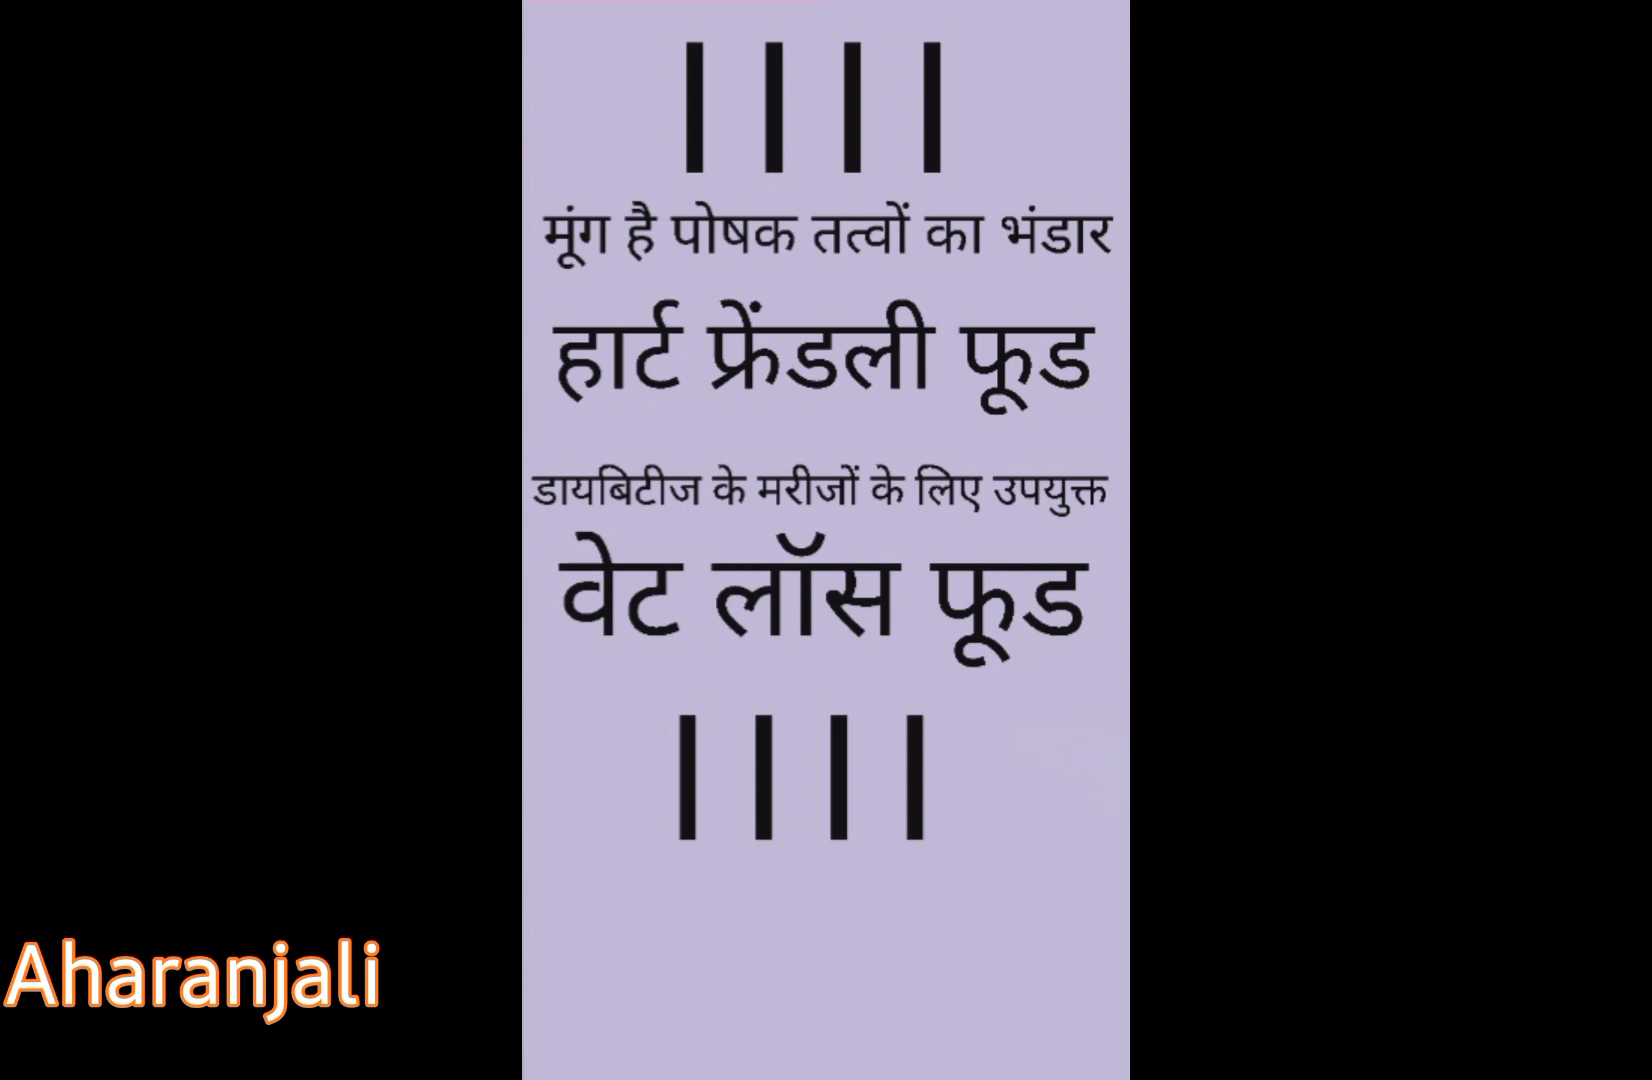 ||||
मूंग है पोषक तत्वों का भंडार
हार्ट फ्रेंडली फूड
डायबिटीज के मरीजों के लिए उपयुक्त
वेट लॉस फूड
||||
Aharanjali